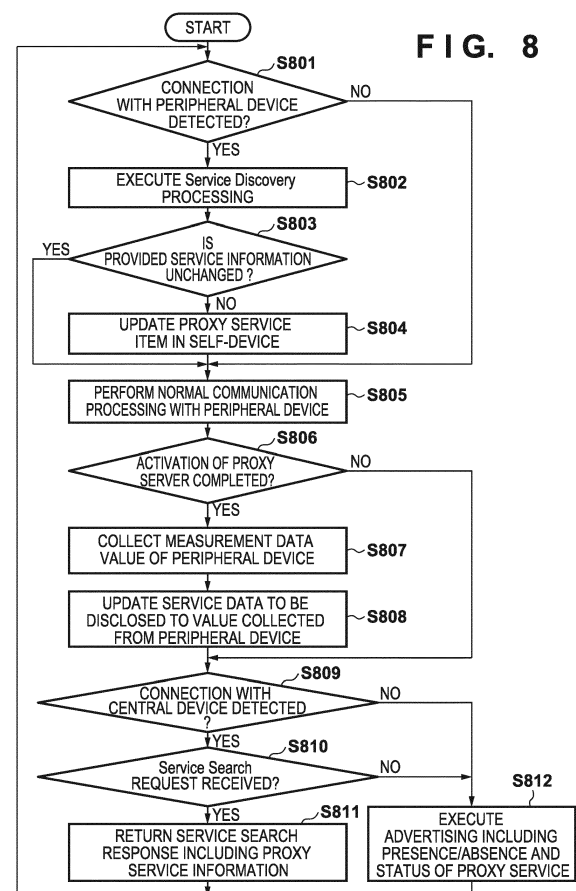 START
FIG. 8
S801
CONNECTION
WITH PERIPHERAL DEVICE
DETECTED?
NO
YES
EXECUTE Service Discovery
PROCESSING
S802
S803
YES
IS
PROVIDED SERVICE INFORMATION
UNCHANGED ?
NO
UPDATE PROXY SERVICE
ITEM IN SELF-DEVICE
S804
PERFORM NORMAL COMMUNICATION
PROCESSING WITH PERIPHERAL DEVICE
S805
S806
ACTIVATION OF PROXY
SERVER COMPLETED?
NO
YES
COLLECT MEASUREMENT DATA
VALUE OF PERIPHERAL DEVICE
S807
UPDATE SERVICE DATA TO BE
DISCLOSED TO VALUE COLLECTED
FROM PERIPHERAL DEVICE
S808
S809
CONNECTION WITH
CENTRAL DEVICE DETECTED
?
NO
YES
S810
Service Search
REQUEST RECEIVED?
NO
YES
S811
RETURN SERVICE SEARCH
RESPONSE INCLUDING PROXY
SERVICE INFORMATION
S812
EXECUTE
ADVERTISING INCLUDING
PRESENCE/ABSENCE AND
STATUS OF PROXY SERVICE